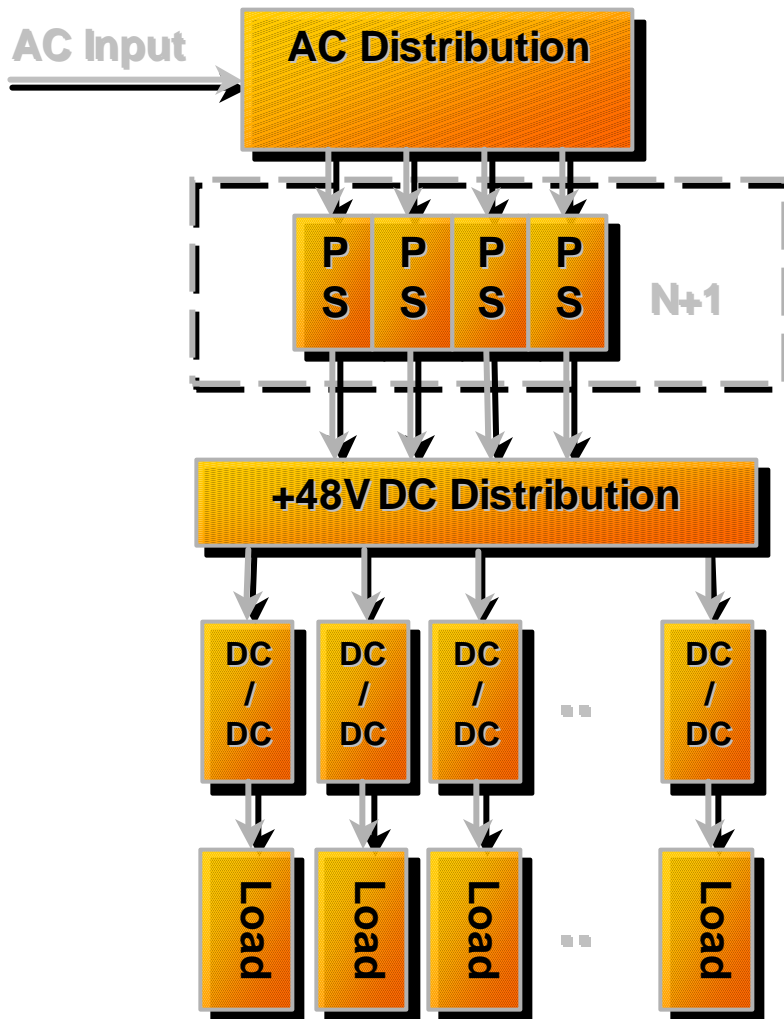 AC Input
AC Distribution
P P P P
S S S S
N+1
+48V DC Distribution
DC DC DC DC
/ / / /
DC DC DC DC
..
Load Load Load Load
..